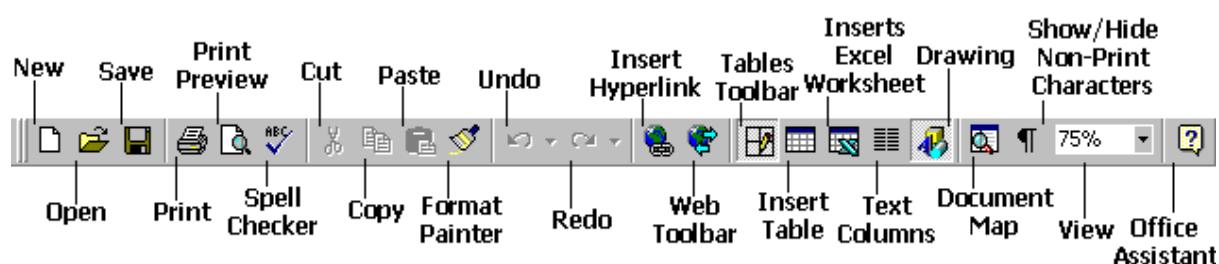 New
Save
Print
Preview
Cut
Paste
Undo
Insert
Hyperlink
Tables
Toolbar
Inserts
Excel
Worksheet
Drawing
Show/Hide
Non-Print
Characters
ABC
75%
?
Open
Print
Spell
Checker
Copy
Format
Painter
Redo
Web
Toolbar
Insert
Table
Text
Columns
Document
Map
View
Office
Assistant